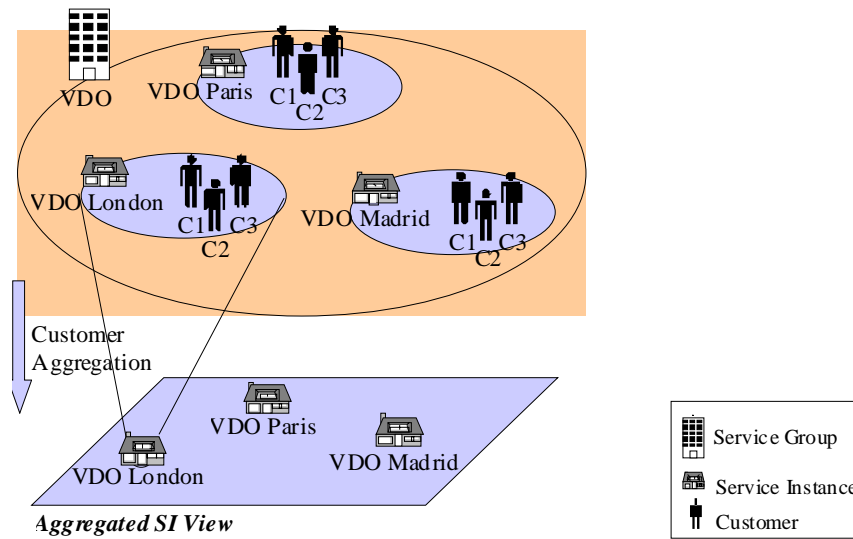 VDO
VDO Paris
C1
C2
C3
VDO London
C1
C2
C3
VDO Madrid
C1
C2
C3
Customer
Aggregation
VDO Paris
VDO London
VDO Madrid
Aggregated SI View
Service Group
Service Instance
Customer